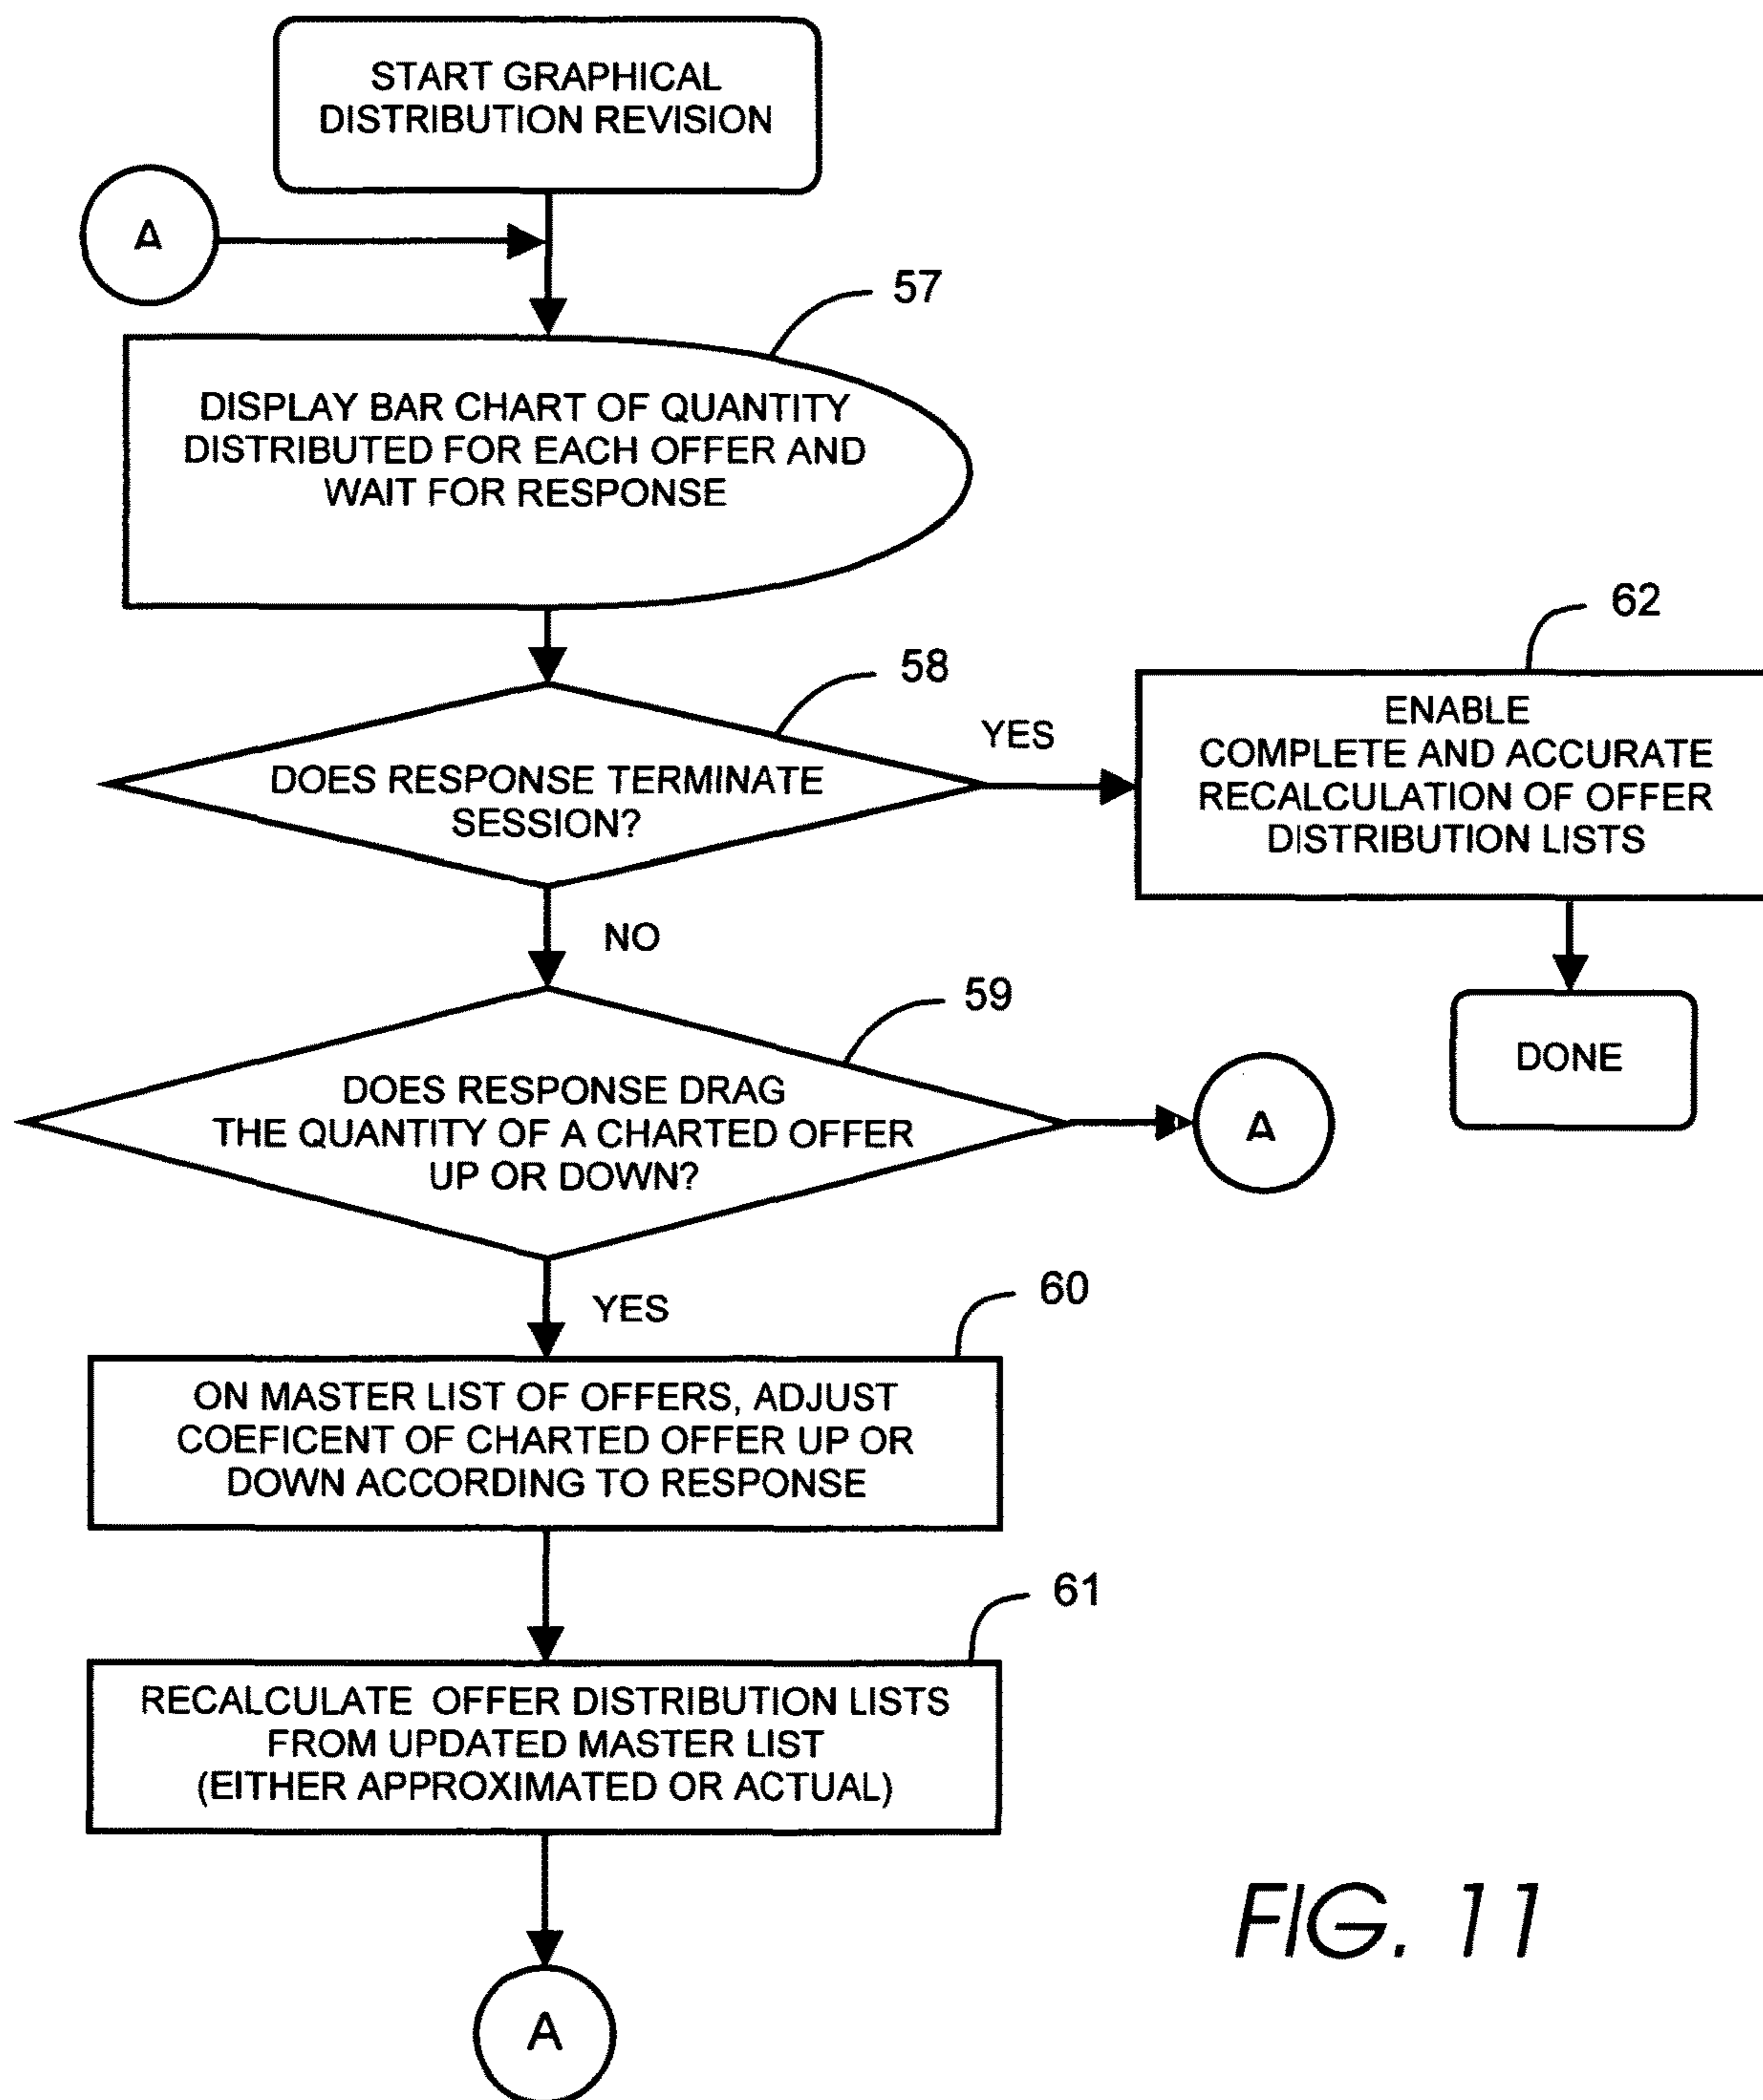 START GRAPHICAL
DISTRIBUTION REVISION
A
57
DISPLAY BAR CHART OF QUANTITY
DISTRIBUTED FOR EACH OFFER AND
WAIT FOR RESPONSE
58
DOES RESPONSE TERMINATE
SESSION?
YES
62
ENABLE
COMPLETE AND ACCURATE
RECALCULATION OF OFFER
DISTRIBUTION LISTS
DONE
NO
59
DOES RESPONSE DRAG
THE QUANTITY OF A CHARTED OFFER
UP OR DOWN?
A
YES
60
ON MASTER LIST OF OFFERS, ADJUST
COEFICENT OF CHARTED OFFER UP OR
DOWN ACCORDING TO RESPONSE
61
RECALCULATE OFFER DISTRIBUTION LISTS
FROM UPDATED MASTER LIST
(EITHER APPROXIMATED OR ACTUAL)
A
FIG. 11